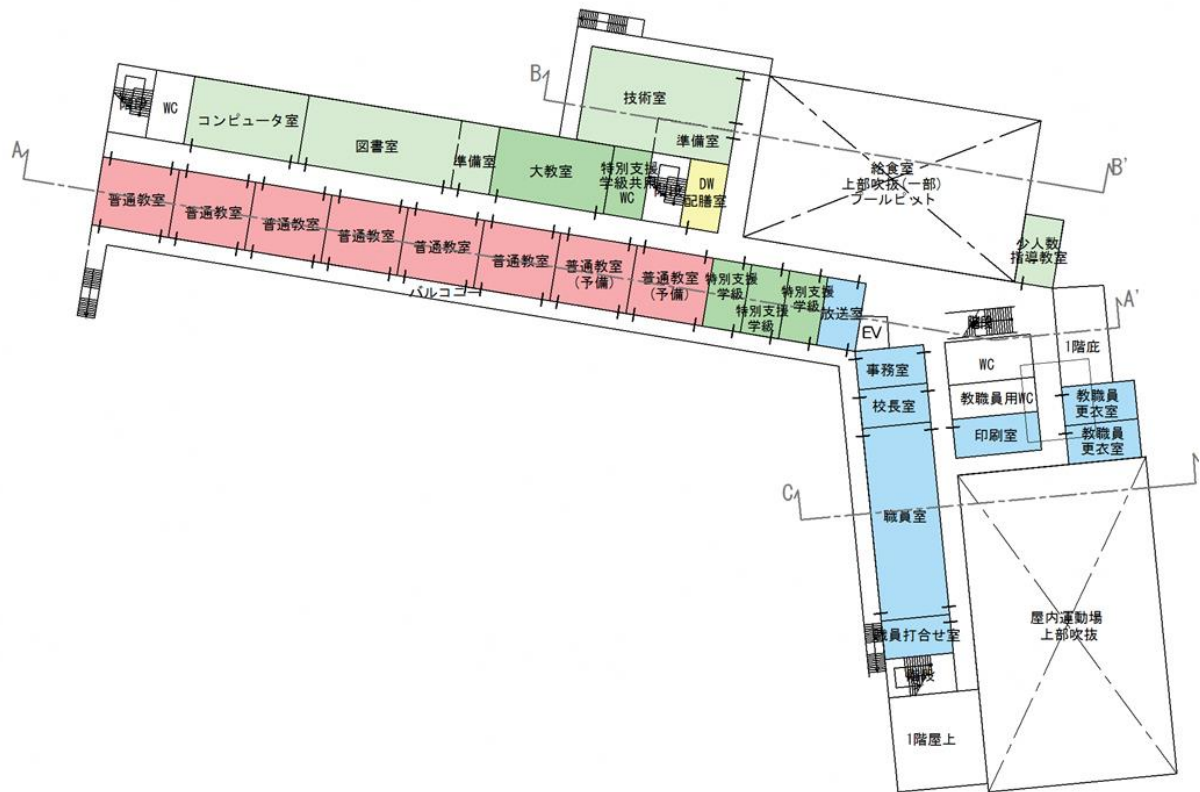 B
技術室
準備室
階段
WC
コンピュータ室
図書室
準備室
大教室
特別支援
学級共用
WC
階段
DW
配膳室
給食室
上部吹抜(一部)
プールピット
B'
A
普通教室
普通教室
普通教室
普通教室
普通教室
普通教室
普通教室
(予備)
普通教室
(予備)
特別支援
学級
特別支援
学級
特別支援
学級
放送室
バルコニー
少人数
指導教室
A'
EV
階段
1階庇
WC
事務室
校長室
教職員用WC
印刷室
教職員
更衣室
教職員
更衣室
C
職員室
屋内運動場
上部吹抜
職員打合せ室
階段
1階屋上